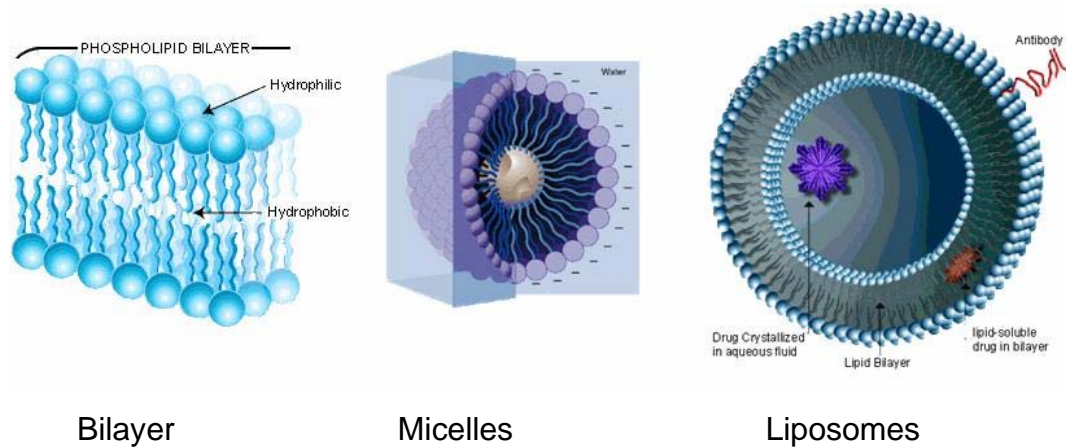 PHOSPHOLIPID BILAYER
Hydrophilic
Hydrophobic
Water
Antibody
Drug Crystallized
in aqueous fluid
Lipid Bilayer
lipid-soluble
drug in bilayer
Bilayer
Micelles
Liposomes